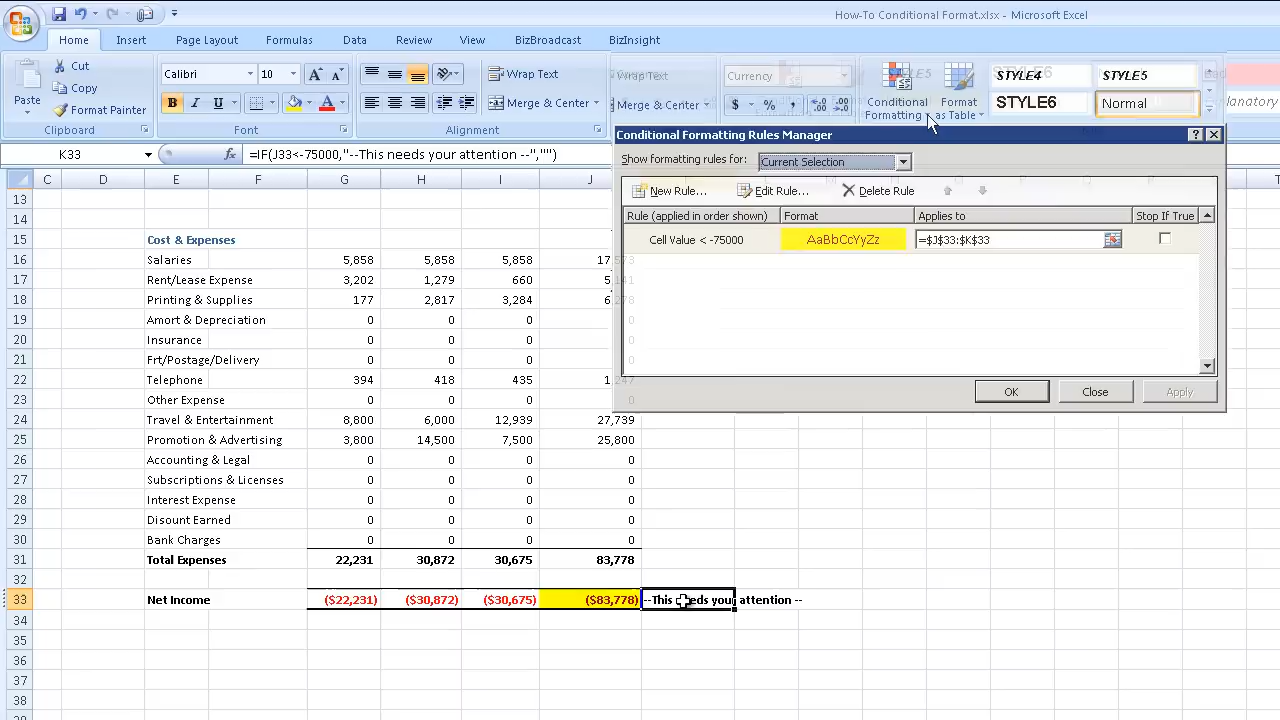 How-To Conditional Format.xlsx - Microsoft Excel
Home Insert Page Layout Formulas Data Review View BizBroadcast BizInsight
Paste Cut Copy Format Painter Clipboard
Calibri 10 B I U A A A Font
Wrap Text Merge & Center Alignment
Wrap Text Merge & Center Currency $ % , .0 .00 .00 .0
Conditional Formatting Format as Table
STYLE4 STYLE5 STYLE6 Normal
K33 fx =IF(J33<-75000,"--This needs your attention --","")
Conditional Formatting Rules Manager ? X
Show formatting rules for: Current Selection
New Rule... Edit Rule... Delete Rule
Rule (applied in order shown) Format Applies to Stop If True
Cell Value < -75000 AaBbCcYyZz =$J$33:$K$33
OK Close Apply
C D E F G H I J
13
14
15 Cost & Expenses
16 Salaries 5,858 5,858 5,858 17,573
17 Rent/Lease Expense 3,202 1,279 660 5,141
18 Printing & Supplies 177 2,817 3,284 6,278
19 Amort & Depreciation 0 0 0 0
20 Insurance 0 0 0 0
21 Frt/Postage/Delivery 0 0 0 0
22 Telephone 394 418 435 1,247
23 Other Expense 0 0 0 0
24 Travel & Entertainment 8,800 6,000 12,939 27,739
25 Promotion & Advertising 3,800 14,500 7,500 25,800
26 Accounting & Legal 0 0 0 0
27 Subscriptions & Licenses 0 0 0 0
28 Interest Expense 0 0 0 0
29 Discount Earned 0 0 0 0
30 Bank Charges 0 0 0 0
31 Total Expenses 22,231 30,872 30,675 83,778
32
33 Net Income ($22,231) ($30,872) ($30,675) ($83,778) --This needs your attention --
34
35
36
37
38